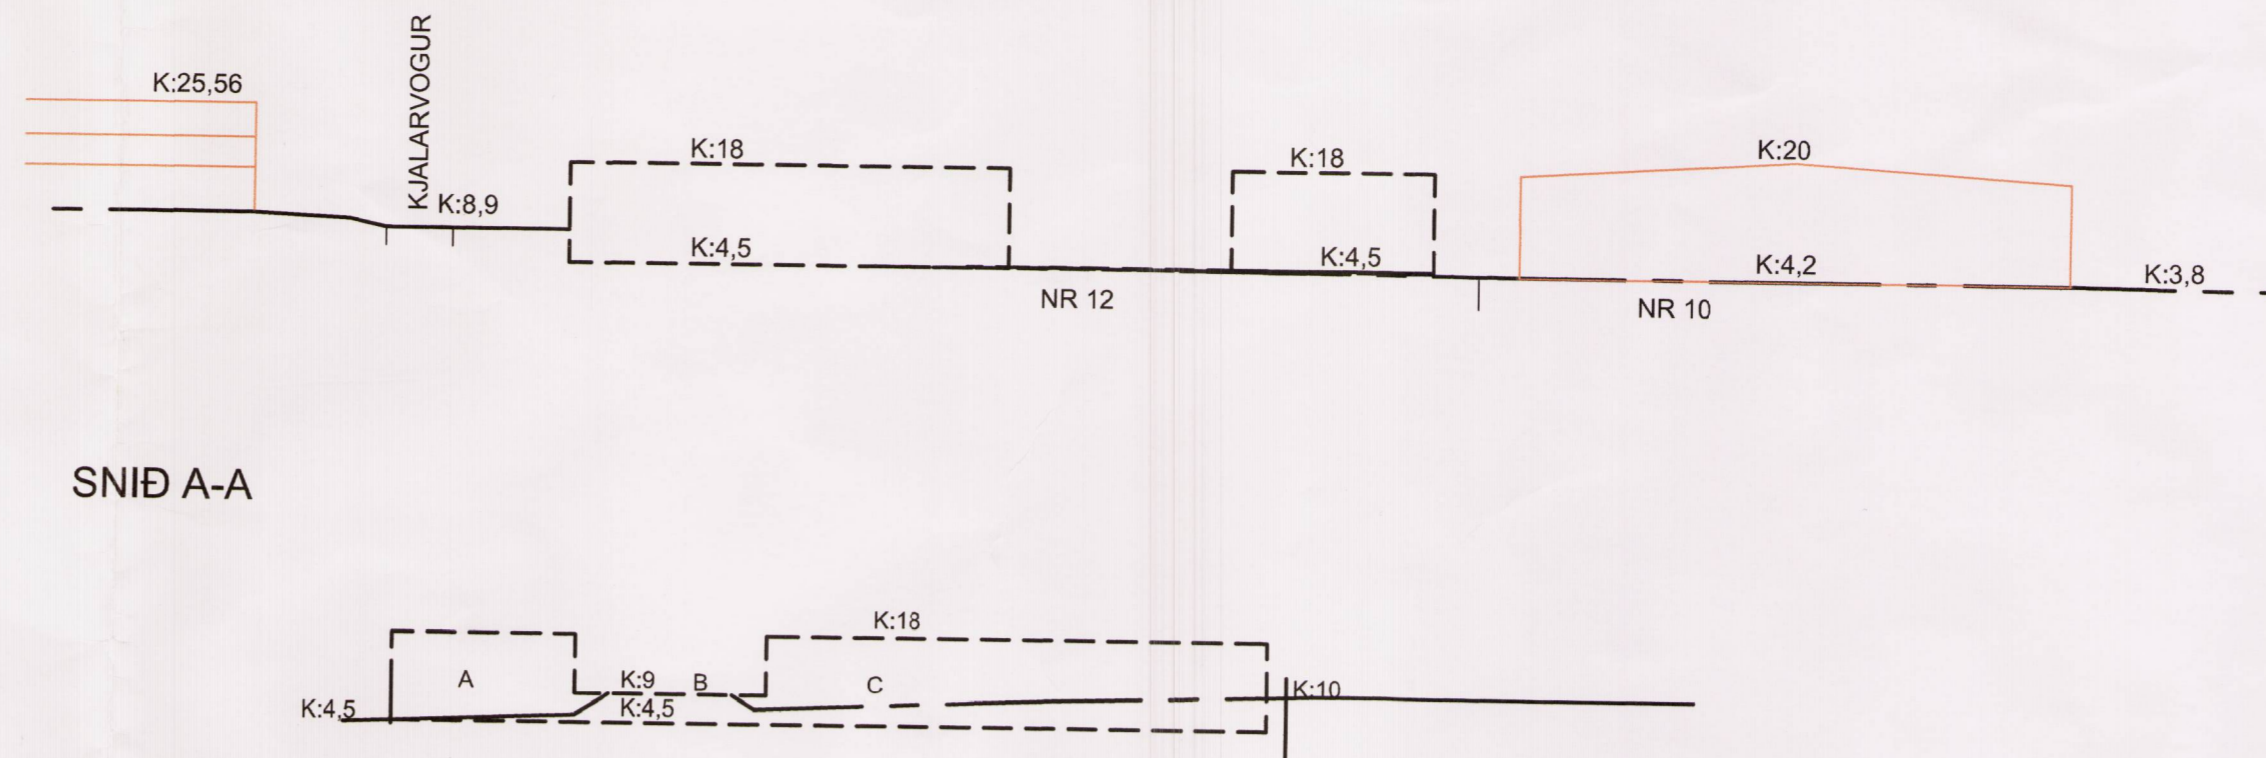 K:25,56
KJALARVOGUR
K:8,9
K:18
K:4,5
NR 12
K:18
K:4,5
K:20
K:4,2
NR 10
K:3,8
SNIÐ A-A
K:18
A
K:9
B
C
K:10
K:4,5
K:4,5